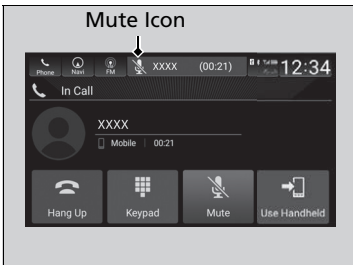 Mute Icon
Phone Navi FM XXXX (00:21) 12:34
In Call
XXXX
Mobile 00:21
Hang Up Keypad Mute Use Handheld